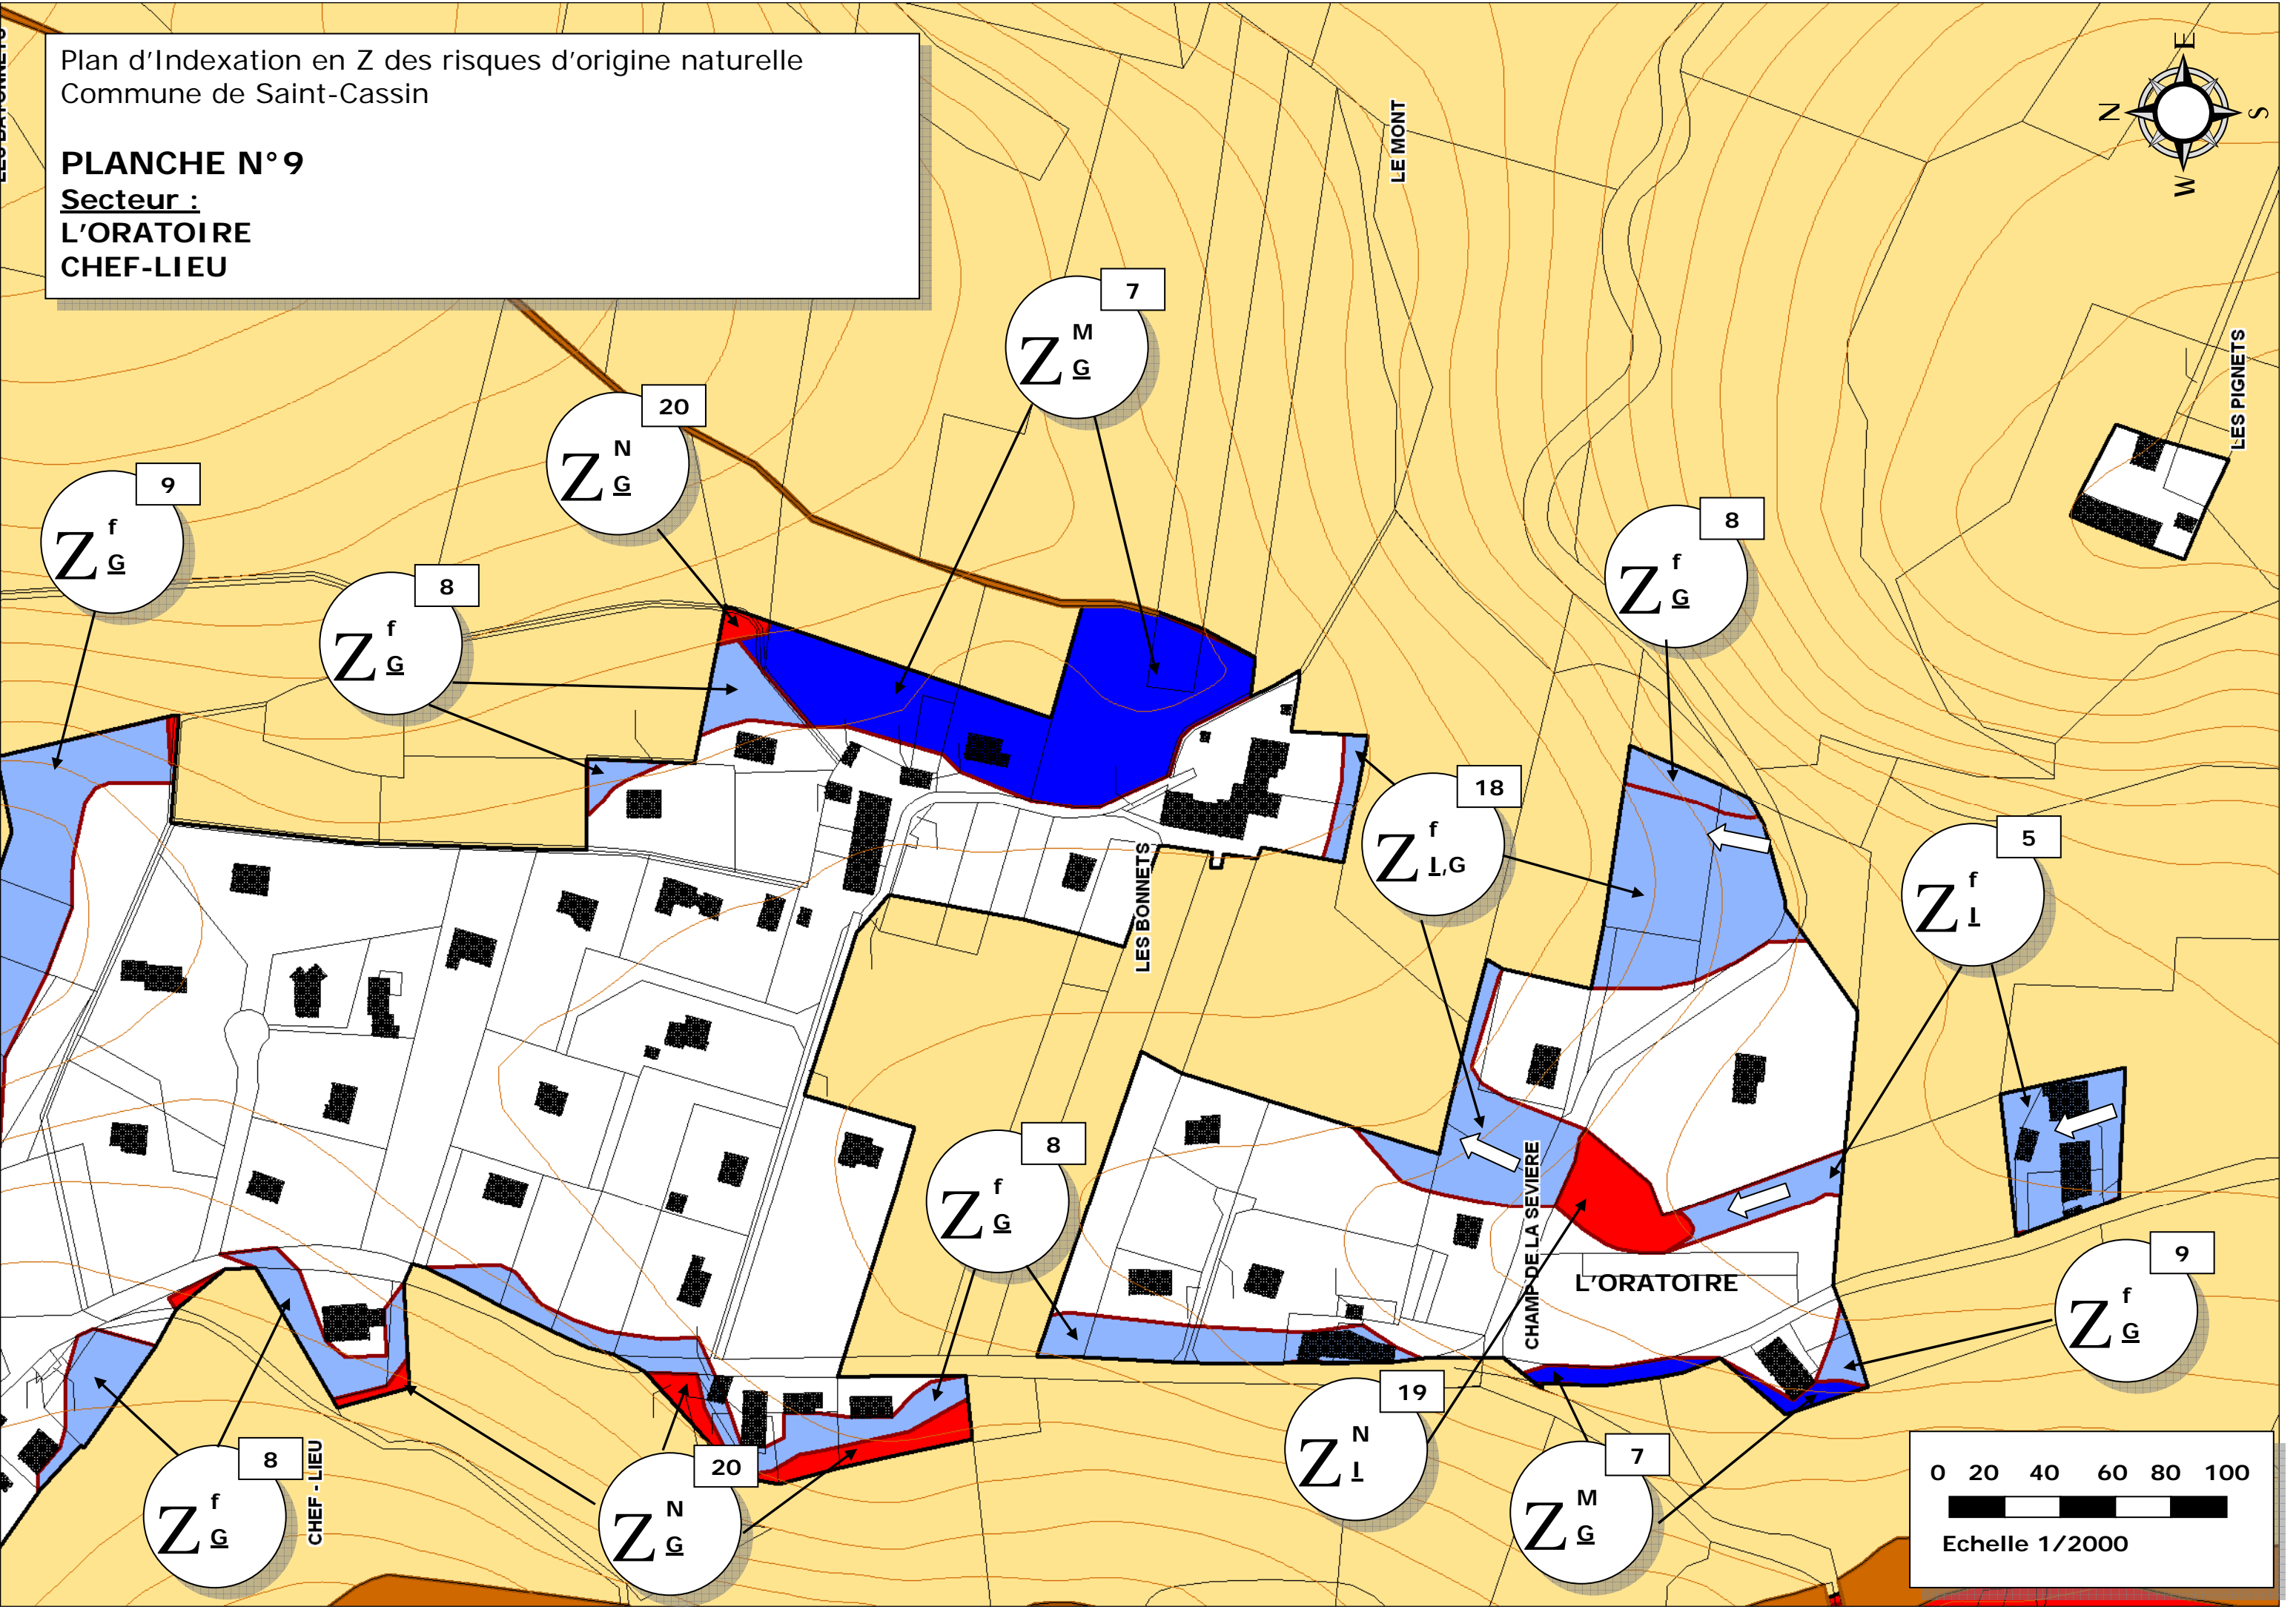 Plan d'Indexation en Z des risques d'origine naturelle
Commune de Saint-Cassin
PLANCHE N°9
Secteur :
L'ORATOIRE
CHEF-LIEU
E
N
S
W
LE MONT
LES PIGNETS
7
Z M G
20
Z N G
9
Z f G
8
Z f G
8
Z f G
18
Z f I,G
5
Z f I
LES BONNETS
8
Z f G
CHAMP DE LA SEVIERE
L'ORATOIRE
9
Z f G
19
Z N I
7
Z M G
8
Z f G
CHEF - LIEU
20
Z N G
0 20 40 60 80 100
Echelle 1/2000